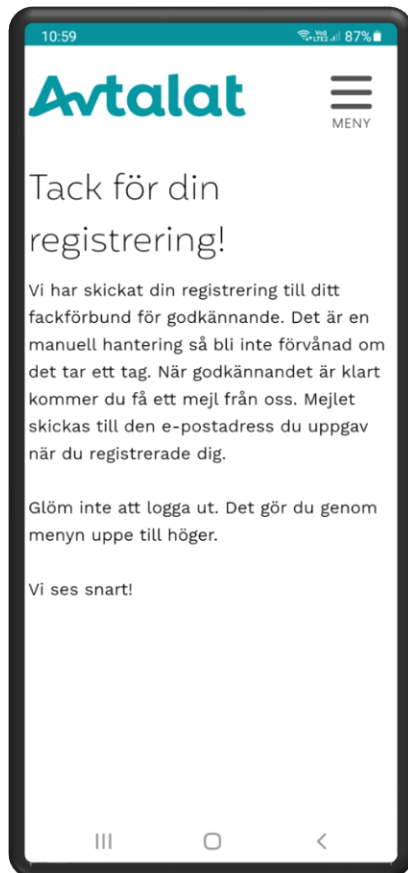 10:59 87%
Avtalat
MENY
Tack för din
registrering!
Vi har skickat din registrering till ditt
fackförbund för godkännande. Det är en
manuell hantering så bli inte förvånad om
det tar ett tag. När godkännandet är klart
kommer du få ett mejl från oss. Mejlet
skickas till den e-postadress du uppgav
när du registrerade dig.
Glöm inte att logga ut. Det gör du genom
menyn uppe till höger.
Vi ses snart!